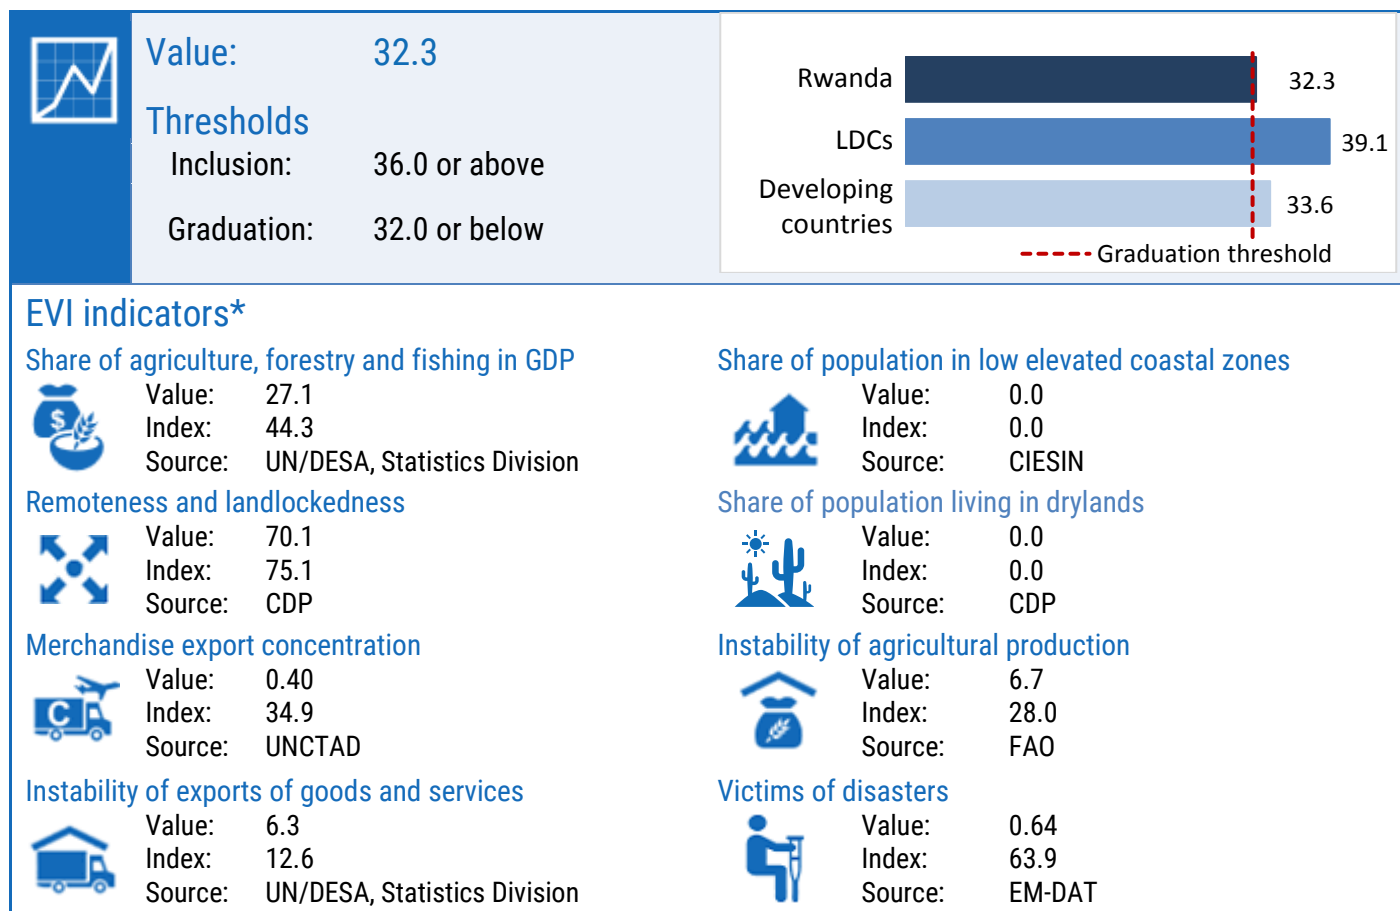 Value: 32.3
Thresholds
Inclusion: 36.0 or above
Graduation: 32.0 or below
Rwanda 32.3
LDCs 39.1
Developing
countries 33.6
Graduation threshold
EVI indicators*
Share of agriculture, forestry and fishing in GDP
Value: 27.1
Index: 44.3
Source: UN/DESA, Statistics Division
Share of population in low elevated coastal zones
Value: 0.0
Index: 0.0
Source: CIESIN
Remoteness and landlockedness
Value: 70.1
Index: 75.1
Source: CDP
Share of population living in drylands
Value: 0.0
Index: 0.0
Source: CDP
Merchandise export concentration
C
Value: 0.40
Index: 34.9
Source: UNCTAD
Instability of agricultural production
Value: 6.7
Index: 28.0
Source: FAO
Instability of exports of goods and services
Value: 6.3
Index: 12.6
Source: UN/DESA, Statistics Division
Victims of disasters
Value: 0.64
Index: 63.9
Source: EM-DAT